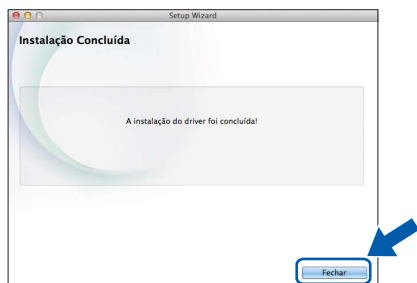 Setup Wizard
Instalação Concluída
A instalação do driver foi concluída!
Fechar